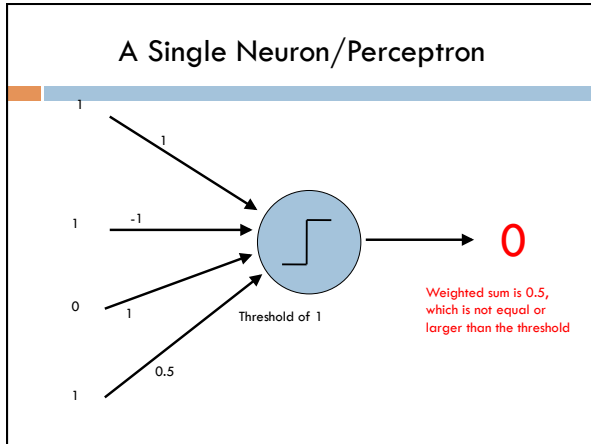 A Single Neuron/Perceptron
1
1
1
-1
0
1
Threshold of 1
0.5
1
0
Weighted sum is 0.5,
which is not equal or
larger than the threshold